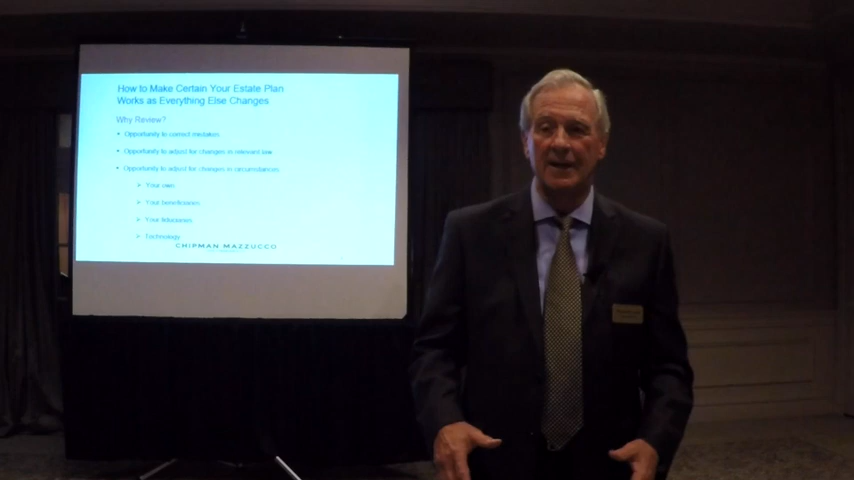 How to Make Certain Your Estate Plan
Works as Everything Else Changes
Why Review?
• Opportunity to correct mistakes
• Opportunity to adjust for changes in relevant law
• Opportunity to adjust for changes in circumstances
➢ Your own
➢ Your beneficiaries
➢ Your fiduciaries
➢ Technology
CHIPMAN MAZZUCCO